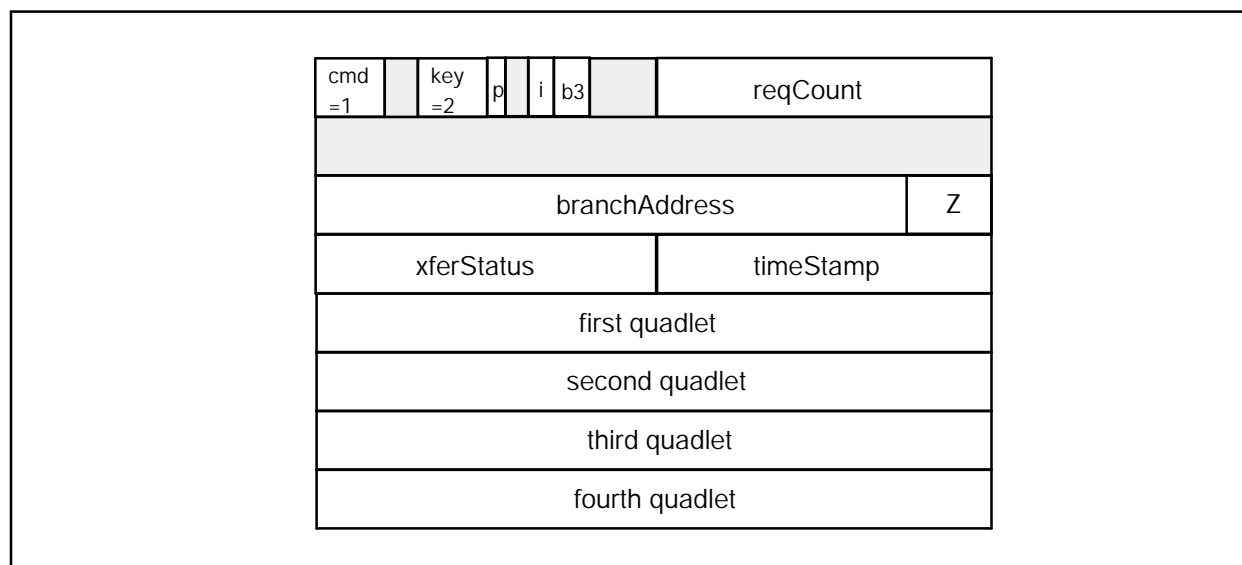 cmd =1 key =2 p i b3 reqCount
branchAddress Z
xferStatus timeStamp
first quadlet
second quadlet
third quadlet
fourth quadlet